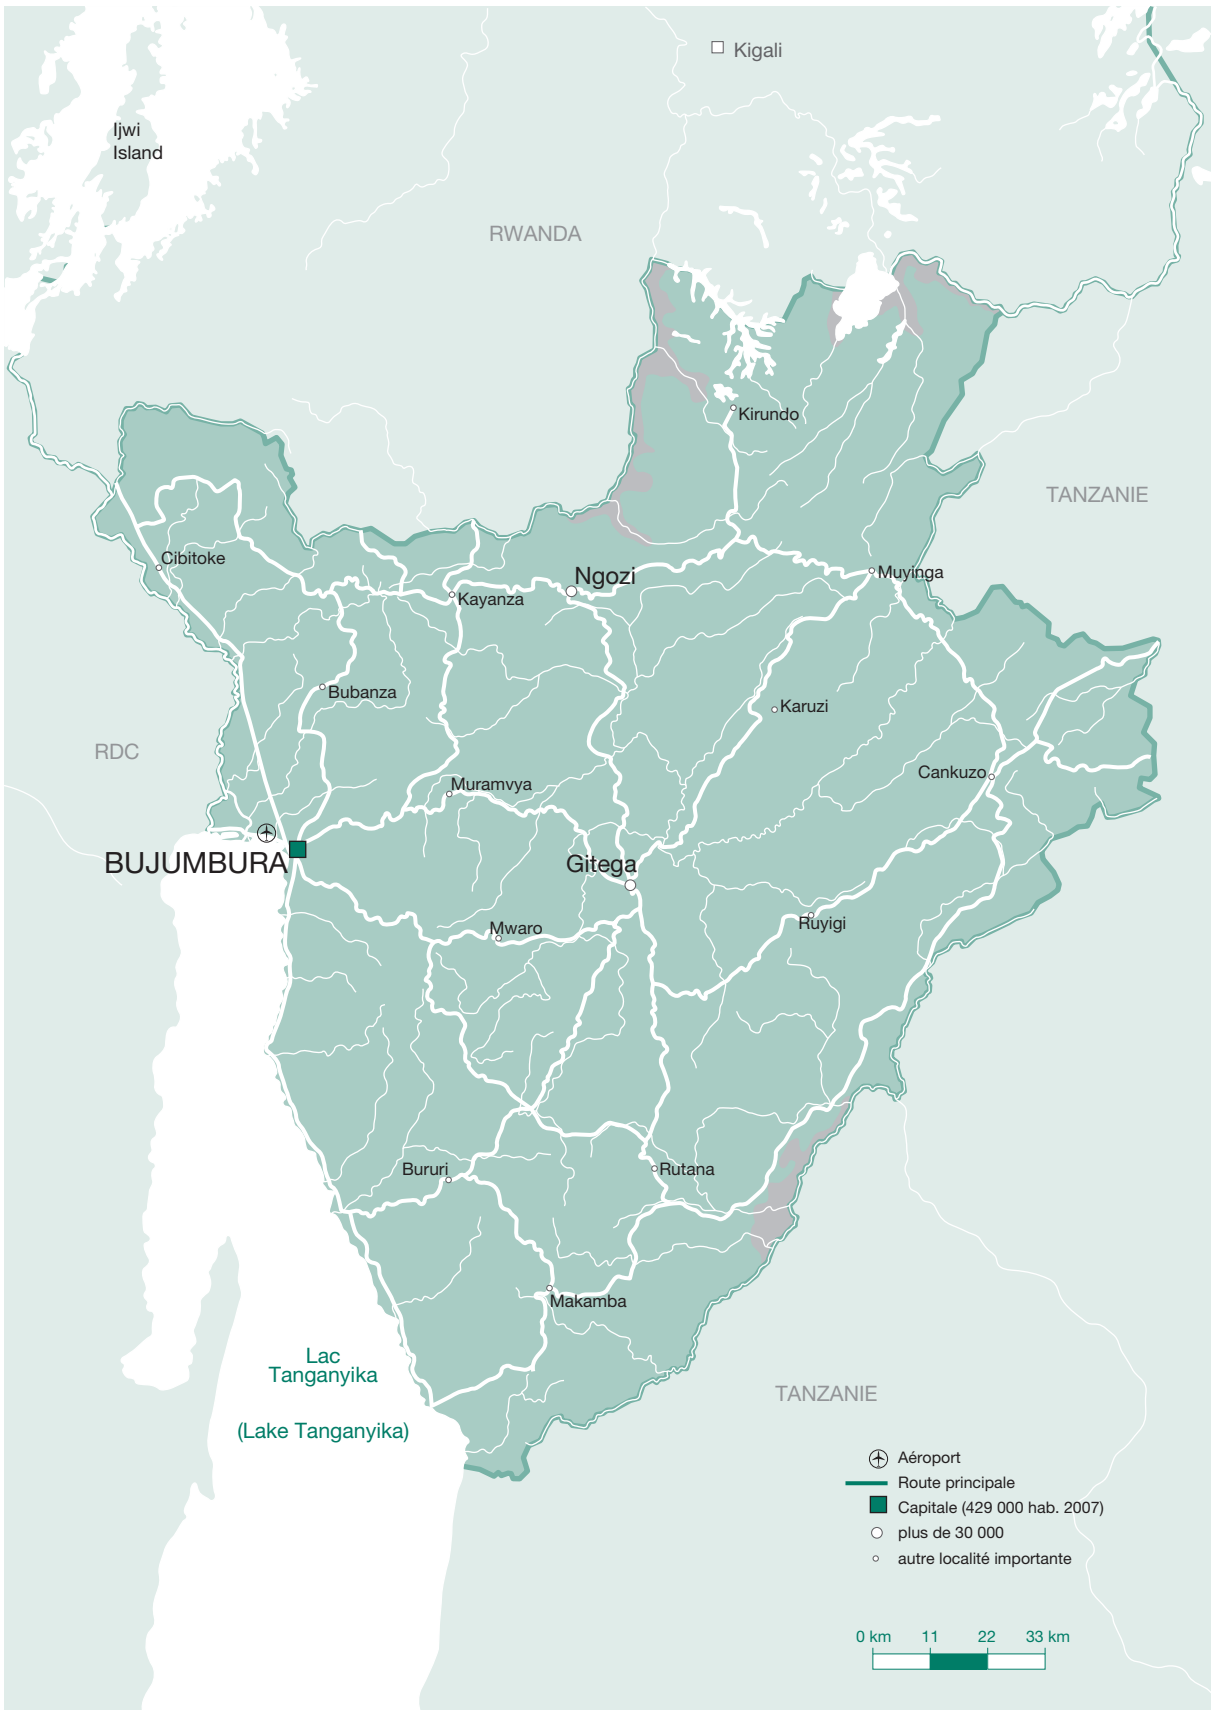 Kigali
Ijwi
Island
RWANDA
Kirundo
TANZANIE
Cibitoke
Muyinga
Ngozi
Kayanza
Bubanza
Karuzi
RDC
Cankuzo
Muramvya
BUJUMBURA
Gitega
Ruyigi
Mwaro
Bururi
Rutana
Makamba
Lac
Tanganyika
(Lake Tanganyika)
TANZANIE
Aéroport
Route principale
Capitale (429 000 hab. 2007)
plus de 30 000
autre localité importante
0 km 11 22 33 km